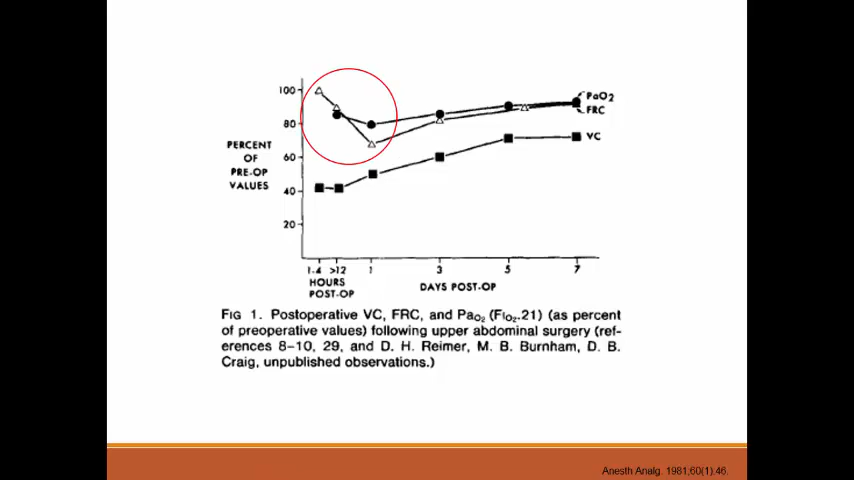 100
80
60
40
20
PERCENT
OF
PRE-OP
VALUES
PaO2
FRC
VC
1-4 >12 1 3 5 7
HOURS
POST-OP
DAYS POST-OP
FIG 1. Postoperative VC, FRC, and PaO2 (FIO2.21) (as percent
of preoperative values) following upper abdominal surgery (ref-
erences 8-10, 29, and D. H. Reimer, M. B. Burnham, D. B.
Craig, unpublished observations.)
Anesth Analg. 1981;60(1).46.